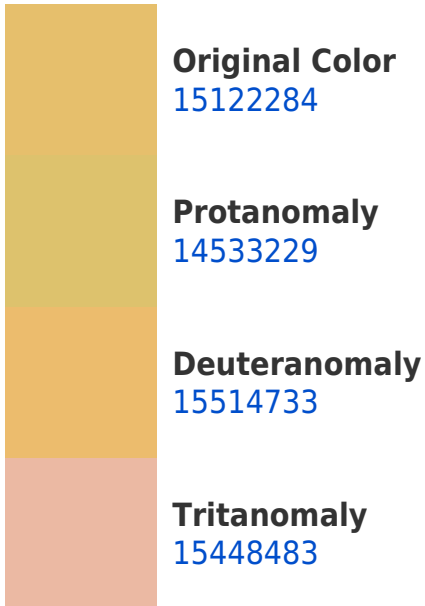 Original Color
15122284
Protanomaly
14533229
Deuteranomaly
15514733
Tritanomaly
15448483